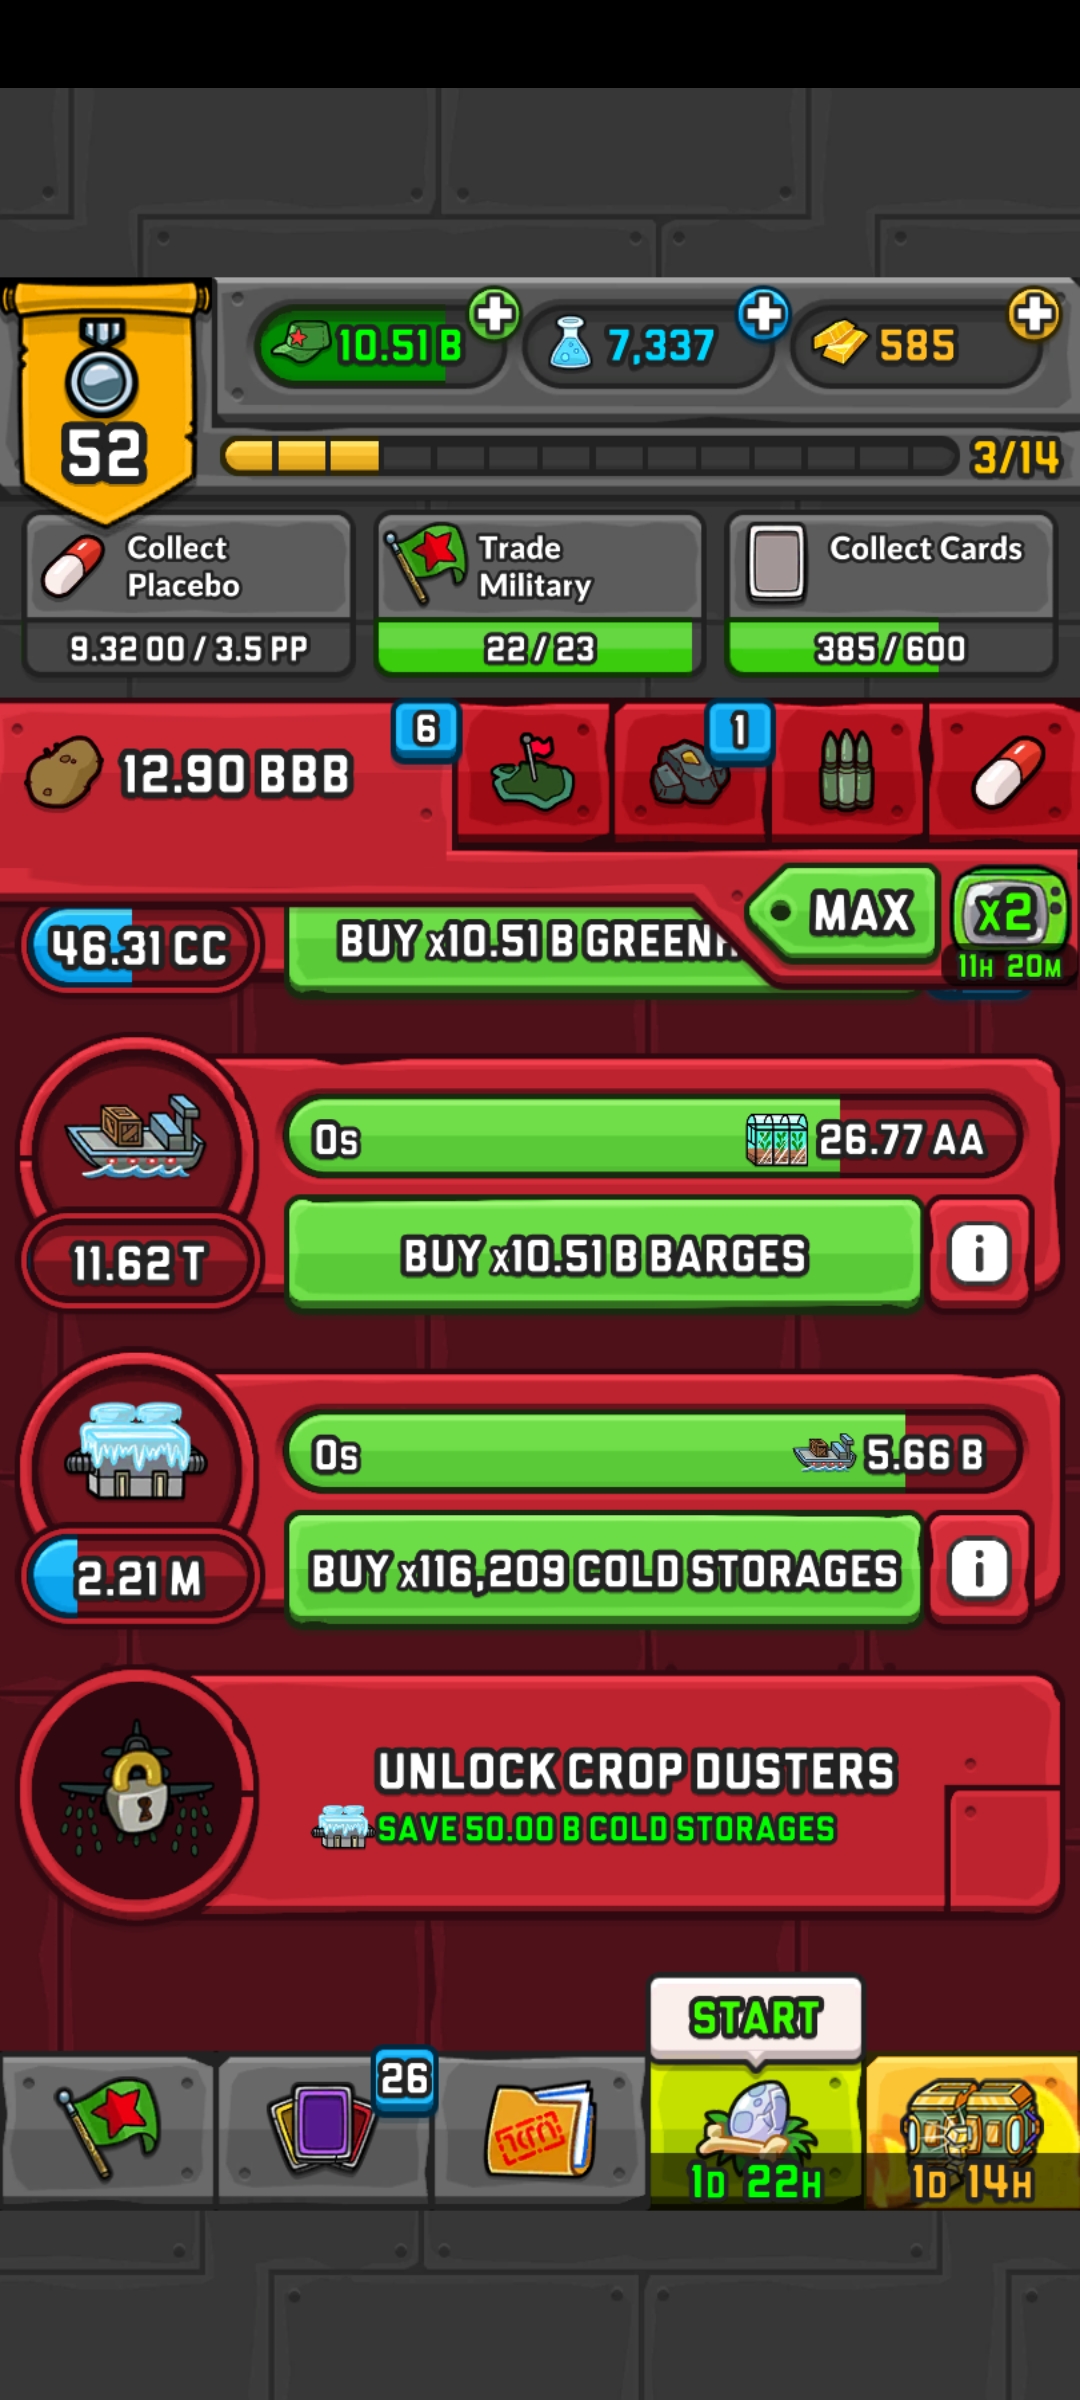 10.51 B
7,337
585
52
3/14
Collect
Placebo
9.32 OO / 3.5 PP
Trade
Military
22 / 23
Collect Cards
385 / 600
12.90 BBB
6
1
MAX
x2
11H 20M
46.31 CC
BUY x10.51 B GREENH
0s
26.77 AA
11.62 T
BUY x10.51 B BARGES
i
0s
5.66 B
2.21 M
BUY x116,209 COLD STORAGES
i
UNLOCK CROP DUSTERS
SAVE 50.00 B COLD STORAGES
START
26
1D 22H
1D 14H